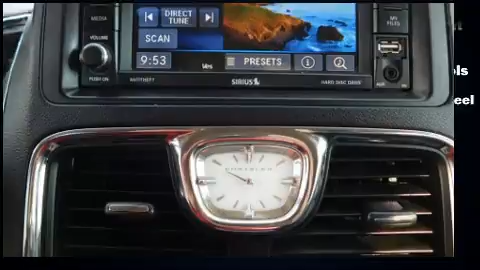 MEDIA
DIRECT
TUNE
MY
FILES
VOLUME
SCAN
9:53
PRESETS
PUSH ON
SIRIUS
HARD DISC DRIVE
CHRYSLER
ols
eel